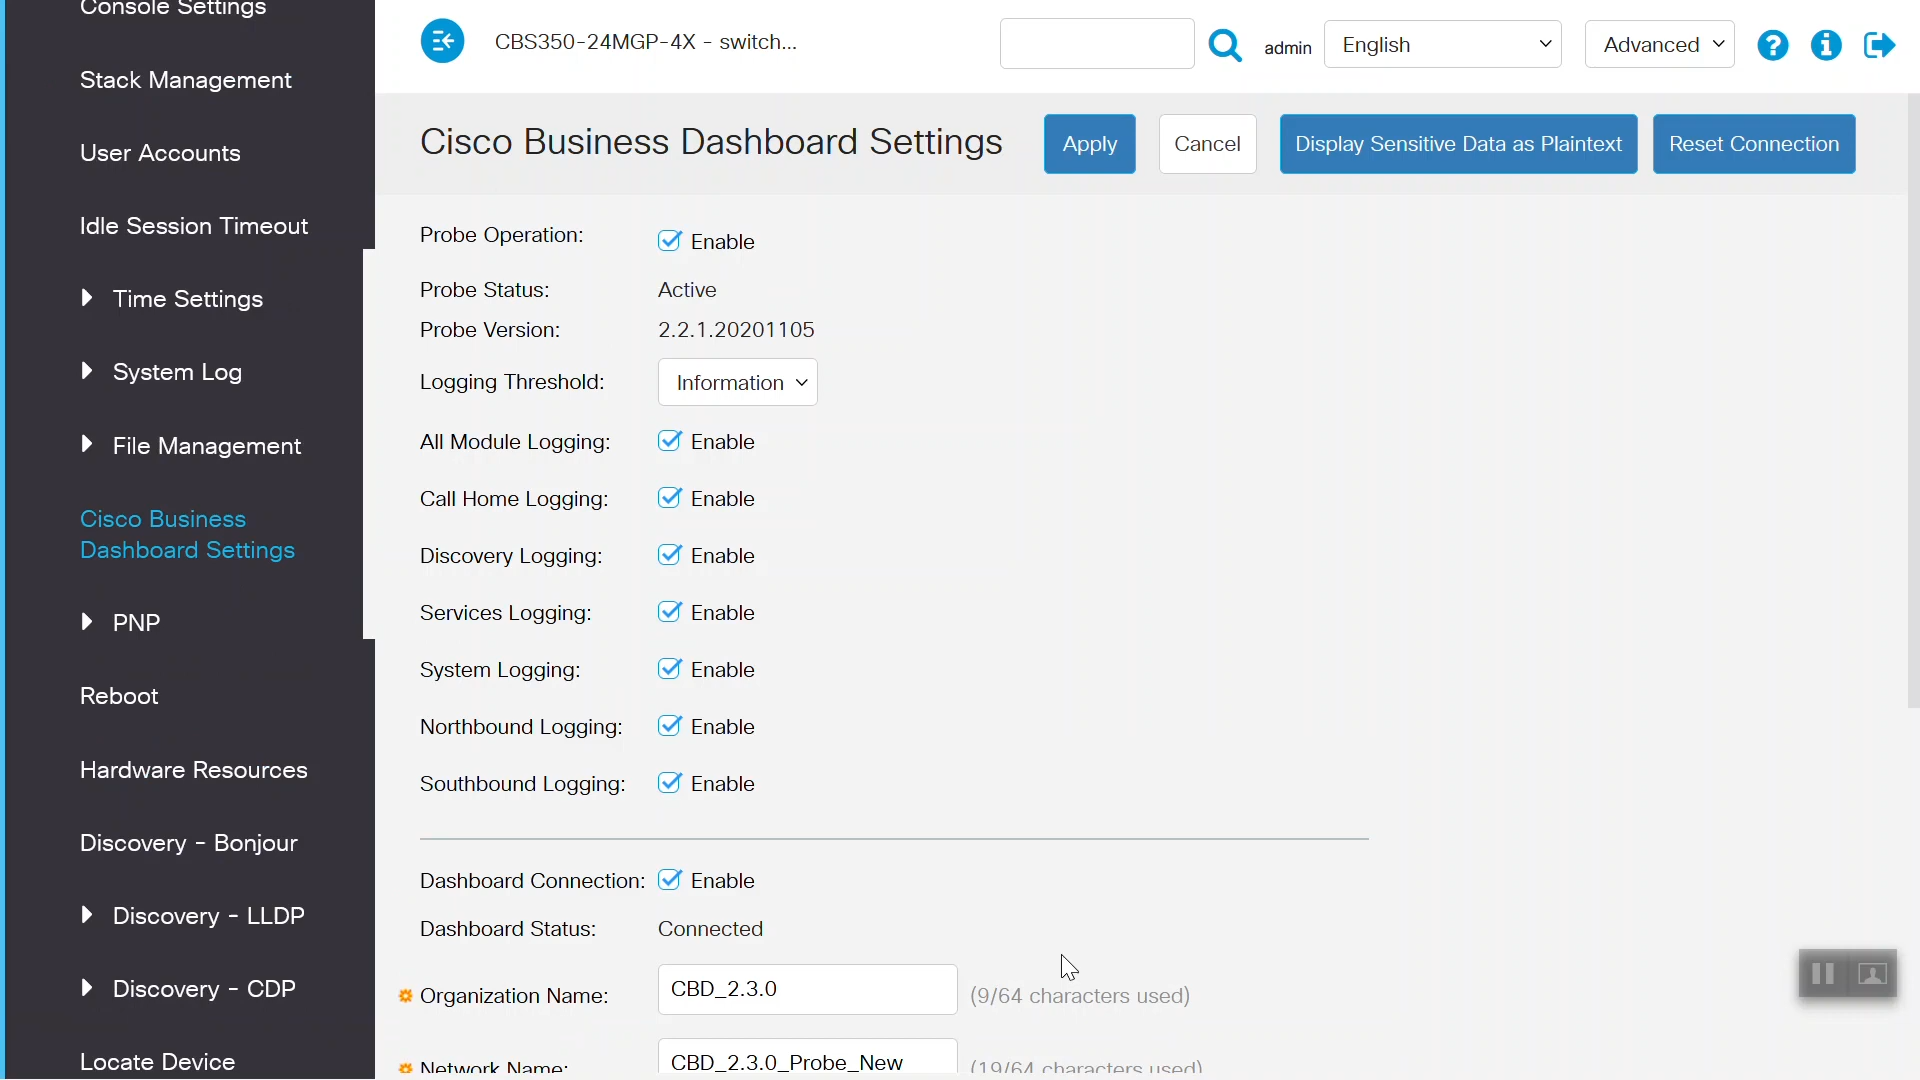 Console Settings
Stack Management
User Accounts
Idle Session Timeout
Time Settings
System Log
File Management
Cisco Business
Dashboard Settings
PNP
Reboot
Hardware Resources
Discovery - Bonjour
Discovery - LLDP
Discovery - CDP
Locate Device
CBS350-24MGP-4X - switch...
admin
English
Advanced
Cisco Business Dashboard Settings
Apply
Cancel
Display Sensitive Data as Plaintext
Reset Connection
Probe Operation: Enable
Probe Status: Active
Probe Version: 2.2.1.20201105
Logging Threshold: Information
All Module Logging: Enable
Call Home Logging: Enable
Discovery Logging: Enable
Services Logging: Enable
System Logging: Enable
Northbound Logging: Enable
Southbound Logging: Enable
Dashboard Connection: Enable
Dashboard Status: Connected
Organization Name: CBD_2.3.0 (9/64 characters used)
Network Name: CBD_2.3.0_Probe_New (19/64 characters used)